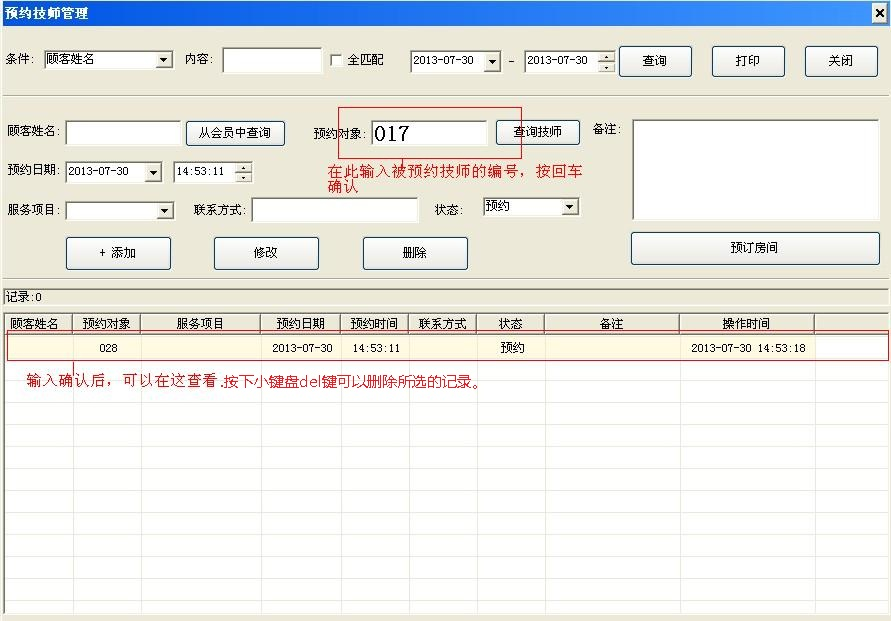 预约技师管理
条件: 顾客姓名 内容: 全匹配 2013-07-30 - 2013-07-30 查询 打印 关闭
顾客姓名: 从会员中查询 预约对象: 017 查询技师 备注:
在此输入被预约技师的编号，按回车
确认
预约日期: 2013-07-30 14:53:11
服务项目: 联系方式: 状态: 预约
+ 添加 修改 删除 预订房间
记录:0
顾客姓名 预约对象 服务项目 预约日期 预约时间 联系方式 状态 备注 操作时间
028 2013-07-30 14:53:11 预约 2013-07-30 14:53:18
输入确认后，可以在这查看.按下小键盘del键可以删除所选的记录。